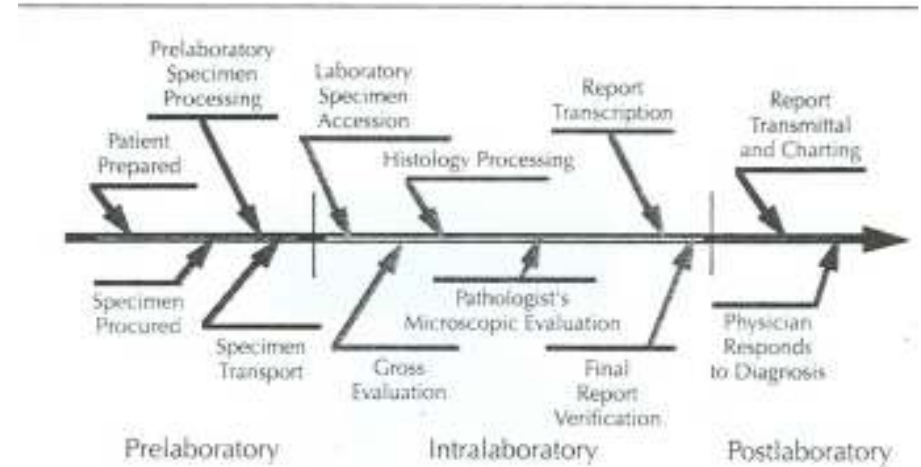 Prelaboratory
Specimen
Processing
Laboratory
Specimen
Accession
Report
Transcription
Report
Transmittal
and Charting
Patient
Prepared
Histology Processing
Specimen
Procured
Specimen
Transport
Gross
Evaluation
Pathologist's
Microscopic Evaluation
Final
Report
Verification
Physician
Responds
to Diagnosis
Prelaboratory
Intralaboratory
Postlaboratory